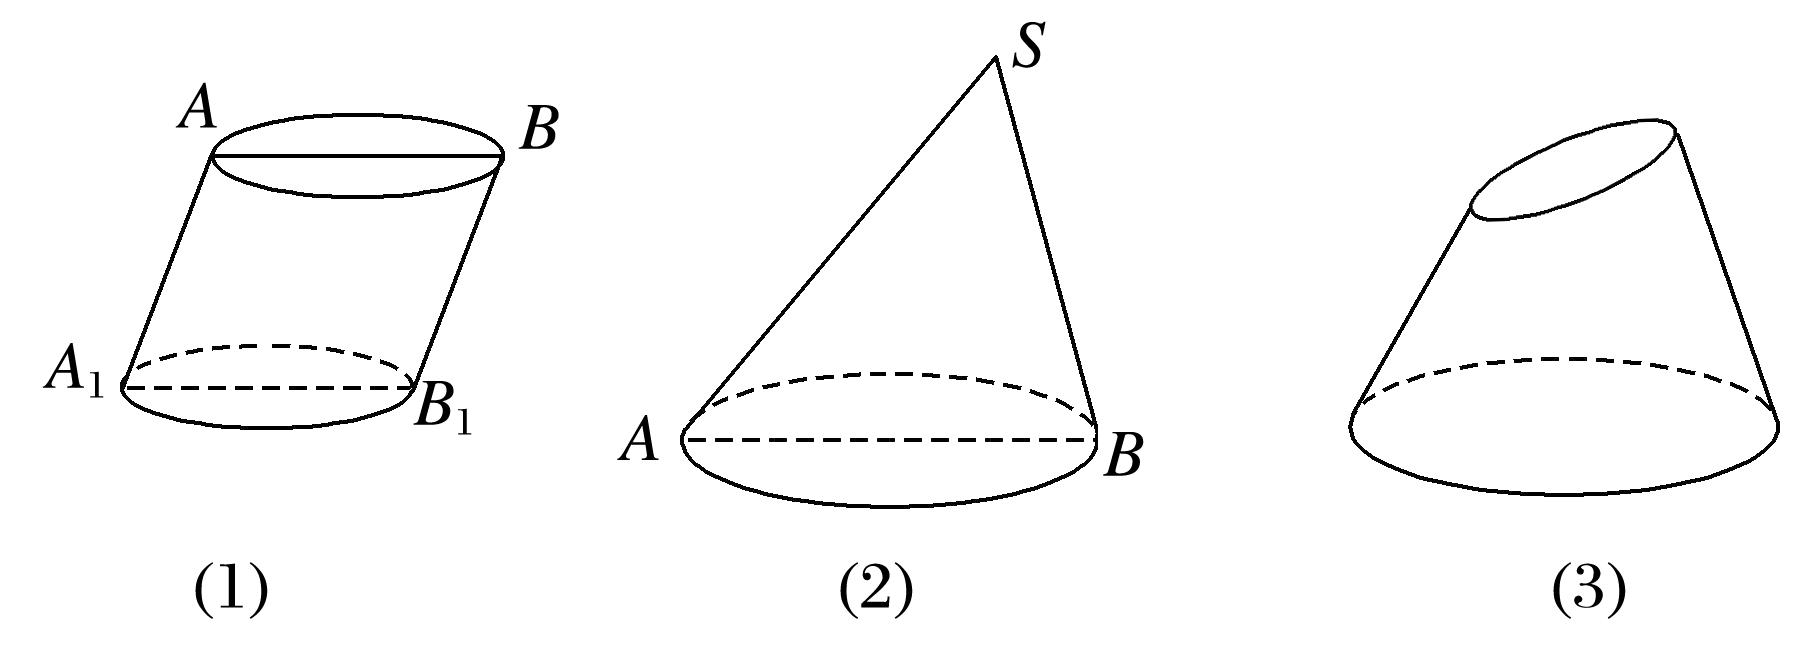 S
A
B
A₁
B₁
A
B
(1)
(2)
(3)